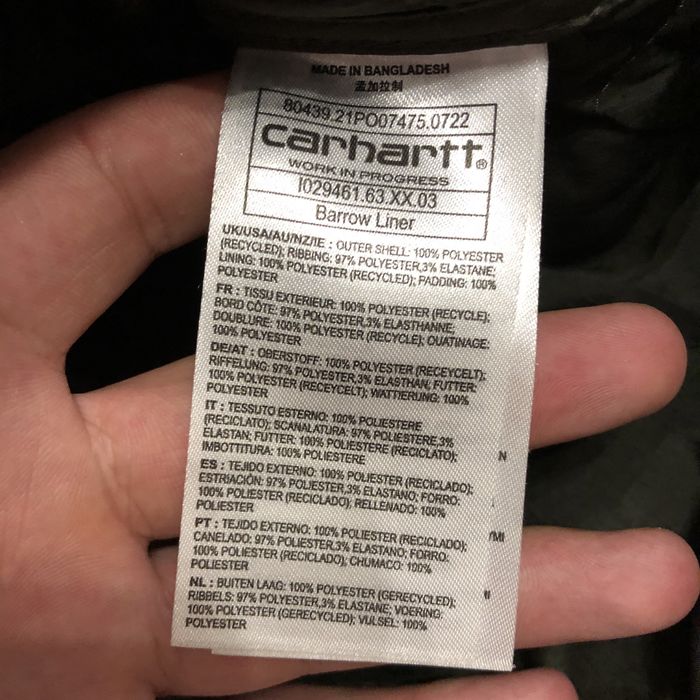 MADE IN BANGLADESH
孟加拉制
80439.21PO07475.0722
carhartt®
WORK IN PROGRESS
I029461.63.XX.03
Barrow Liner
UK/USA/AU/NZ/IE : OUTER SHELL: 100% POLYESTER
(RECYCLED); RIBBING: 97% POLYESTER,3% ELASTANE;
LINING: 100% POLYESTER (RECYCLED); PADDING: 100%
POLYESTER
FR : TISSU EXTERIEUR: 100% POLYESTER (RECYCLE);
BORD CÔTE: 97% POLYESTER,3% ELASTHANNE;
DOUBLURE: 100% POLYESTER (RECYCLE); OUATINAGE:
100% POLYESTER
DE/AT : OBERSTOFF: 100% POLYESTER (RECEYCELT);
RIFFELUNG: 97% POLYESTER,3% ELASTHAN; FUTTER:
100% POLYESTER (RECEYCELT); WATTIERUNG: 100%
POLYESTER
IT : TESSUTO ESTERNO: 100% POLIESTERE
(RICICLATO); SCANALATURA: 97% POLIESTERE,3%
ELASTAN; FUTTER: 100% POLIESTERE (RICICLATO);
IMBOTTITURA: 100% POLIESTERE
ES : TEJIDO EXTERNO: 100% POLIESTER (RECICLADO);
ESTRIACIÓN: 97% POLIESTER,3% ELASTANO; FORRO:
100% POLIESTER (RECICLADO); RELLENADO: 100%
POLIESTER
PT : TEJIDO EXTERNO: 100% POLIESTER (RECICLADO);
CANELADO: 97% POLIESTER,3% ELASTANO; FORRO:
100% POLIESTER (RECICLADO); CHUMACO: 100%
POLIESTER
NL : BUITEN LAAG: 100% POLYESTER (GERECYCLED);
RIBBELS: 97% POLYESTER,3% ELASTANE; VOERING:
100% POLYESTER (GERECYCLED); VULSEL: 100%
POLYESTER